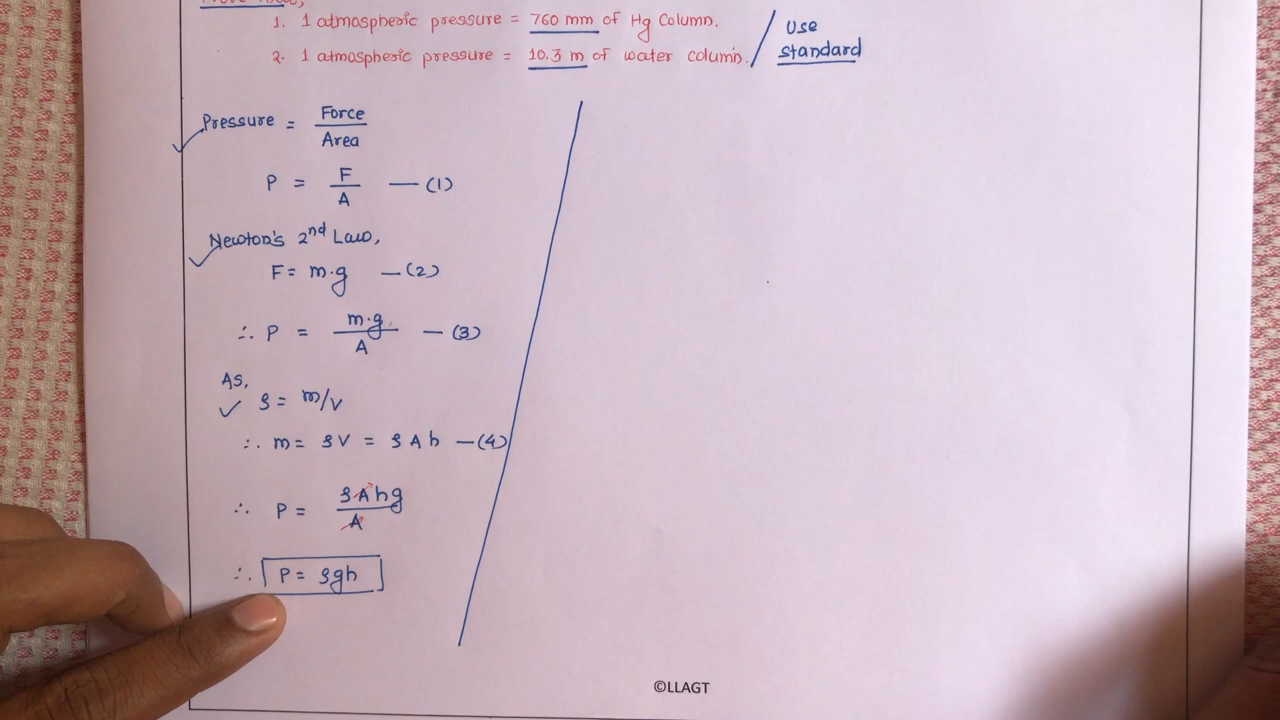 1. 1 atmospheric pressure = 760 mm of Hg Column.
2. 1 atmospheric pressure = 10.3 m of water column.
/ Use
standard
Pressure = Force / Area
P = F / A — (1)
Newton's 2nd Law,
F = m.g — (2)
∴ P = m.g. / A — (3)
As,
ρ = m/v
∴ m = ρV = ρAh — (4)
∴ P = ρAhg / A
∴ P = ρgh
©LLAGT